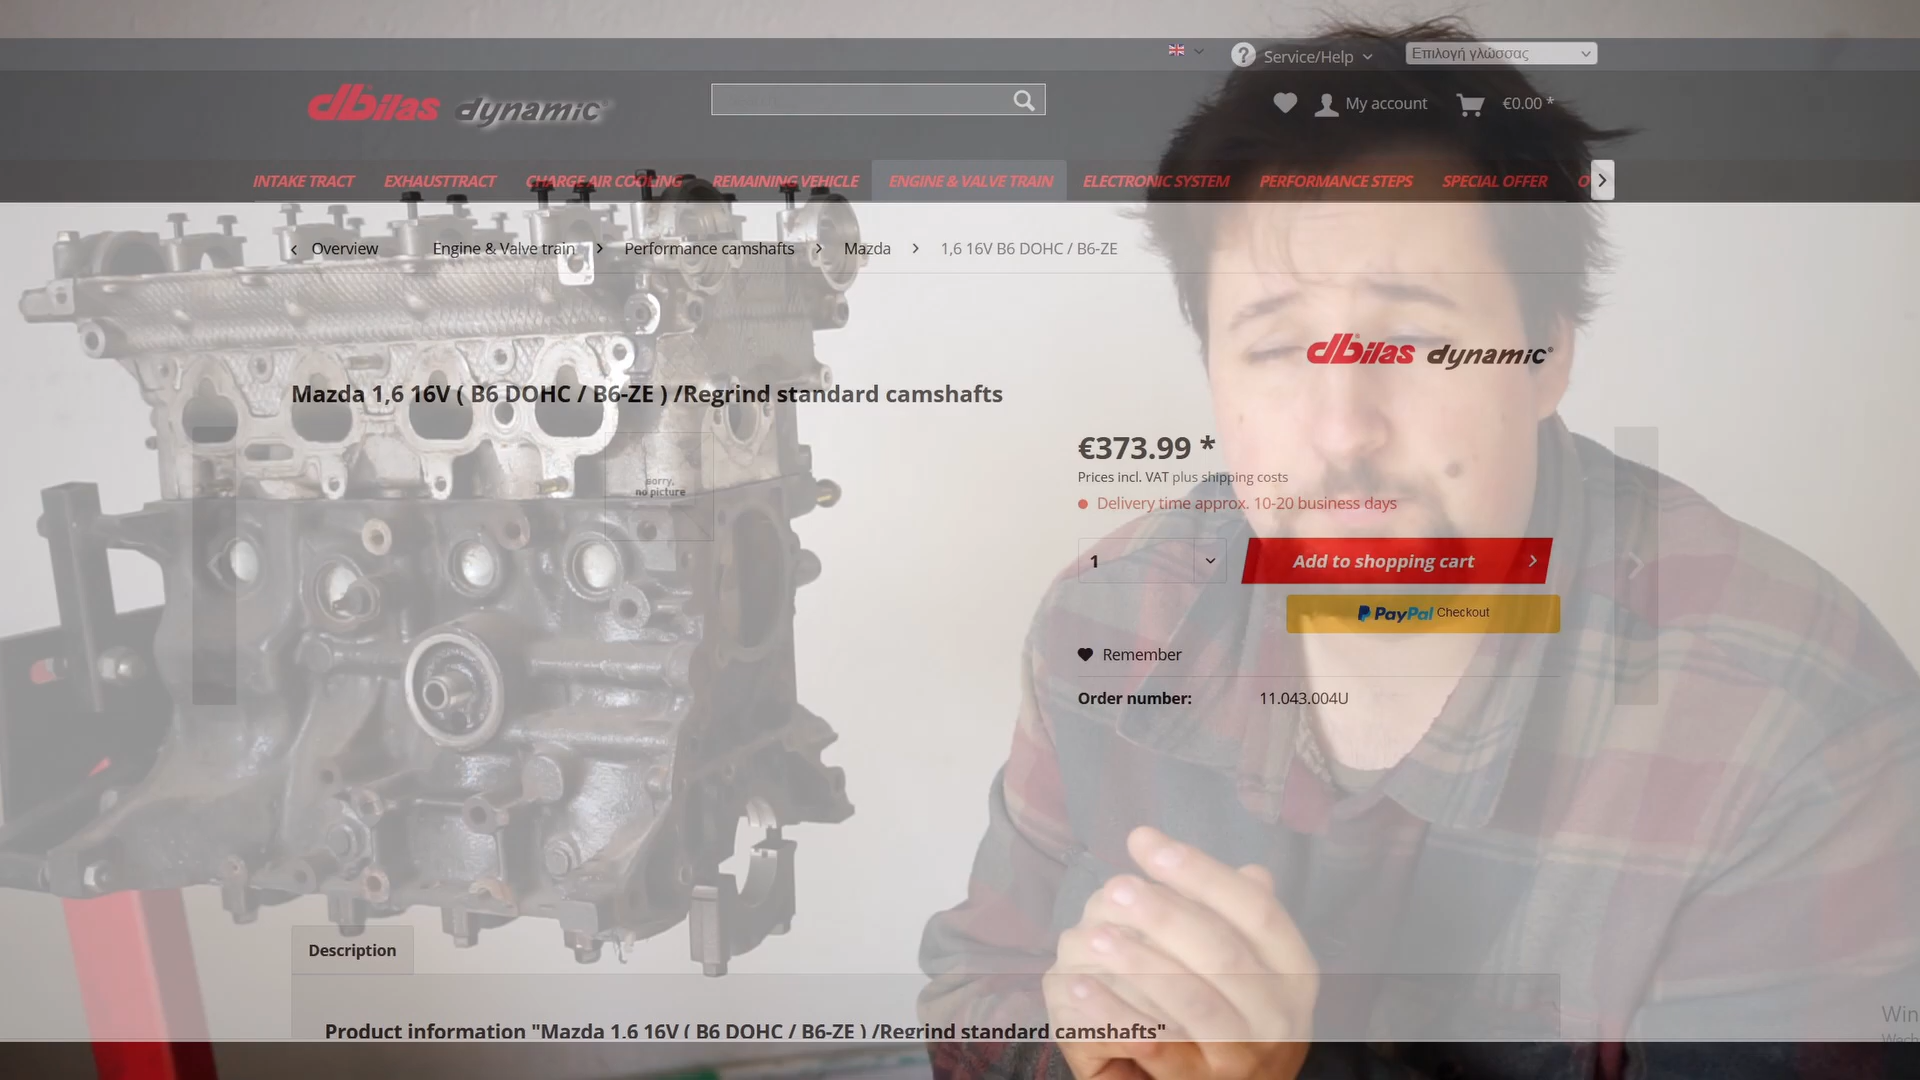 Service/Help
Επιλογή γλώσσας
dbilas dynamic
My account
€0.00 *
INTAKE TRACT
EXHAUSTTRACT
CHARGE AIR COOLING
REMAINING VEHICLE
ENGINE & VALVE TRAIN
ELECTRONIC SYSTEM
PERFORMANCE STEPS
SPECIAL OFFER
Overview
Engine & Valve train
Performance camshafts
Mazda
1,6 16V B6 DOHC / B6-ZE
dbilas dynamic
Mazda 1,6 16V ( B6 DOHC / B6-ZE ) /Regrind standard camshafts
€373.99 *
Prices incl. VAT plus shipping costs
sorry,
no picture
Delivery time approx. 10-20 business days
1
Add to shopping cart
PayPal Checkout
Remember
Order number: 11.043.004U
Description
Product information "Mazda 1,6 16V ( B6 DOHC / B6-ZE ) /Regrind standard camshafts"
Win